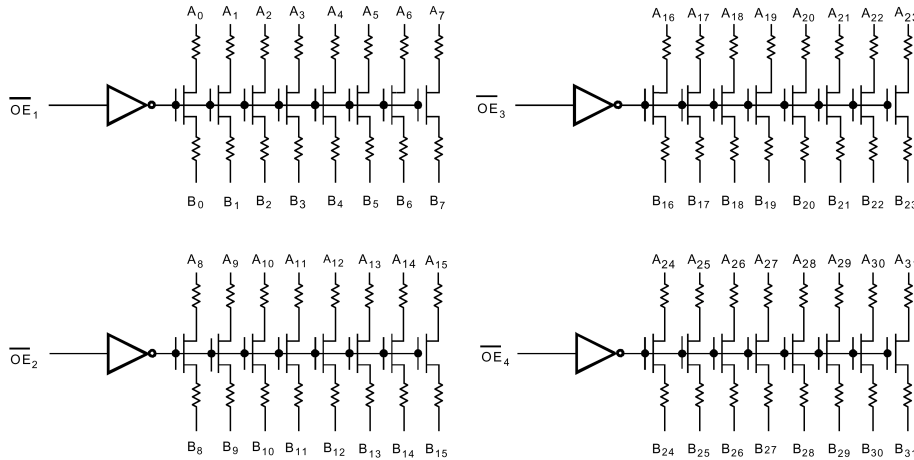 A0 A1 A2 A3 A4 A5 A6 A7
OE1
B0 B1 B2 B3 B4 B5 B6 B7
A16 A17 A18 A19 A20 A21 A22 A23
OE3
B16 B17 B18 B19 B20 B21 B22 B23
A8 A9 A10 A11 A12 A13 A14 A15
OE2
B8 B9 B10 B11 B12 B13 B14 B15
A24 A25 A26 A27 A28 A29 A30
OE4
B24 B25 B26 B27 B28 B29 B30